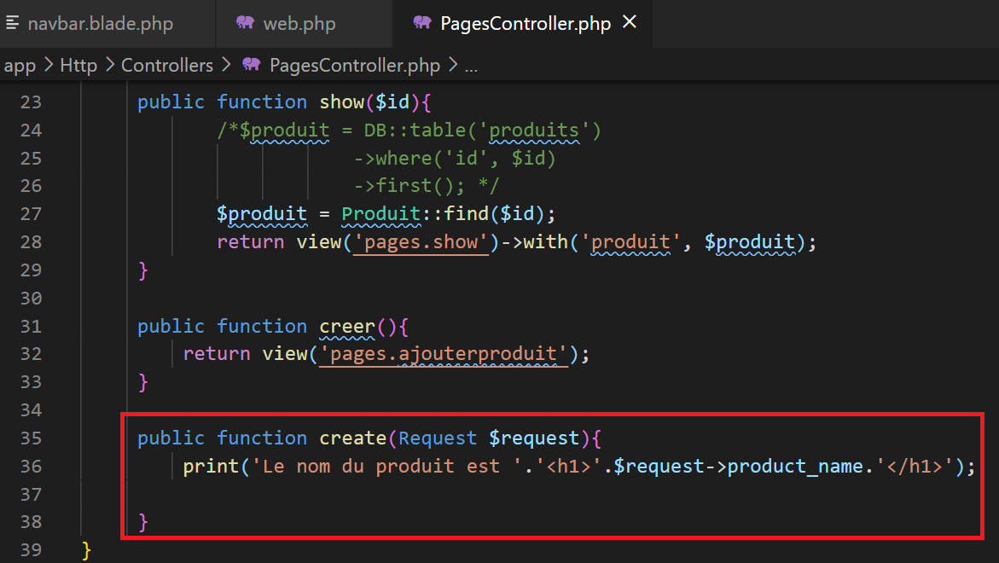 navbar.blade.php web.php PagesController.php
app > Http > Controllers > PagesController.php > ...
23 public function show($id){
24 /*$produit = DB::table('produits')
25 ->where('id', $id)
26 ->first(); */
27 $produit = Produit::find($id);
28 return view('pages.show')->with('produit', $produit);
29 }
30
31 public function creer(){
32 return view('pages.ajouterproduit');
33 }
34
35 public function create(Request $request){
36 print('Le nom du produit est '.'<h1>'.$request->product_name.'</h1>');
37
38 }
39 }